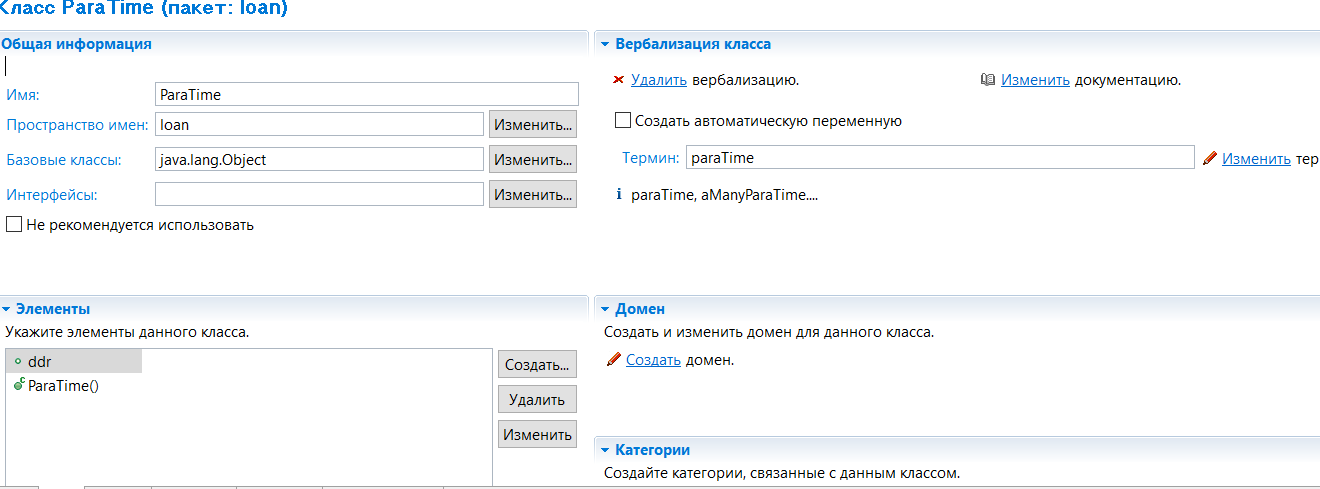 Класс ParaTime (пакет: loan)
Общая информация
Имя: ParaTime
Пространство имен: loan Изменить...
Базовые классы: java.lang.Object Изменить...
Интерфейсы: Изменить...
Не рекомендуется использовать
Вербализация класса
Удалить вербализацию. Изменить документацию.
Создать автоматическую переменную
Термин: paraTime Изменить тер
paraTime, aManyParaTime....
Элементы
Укажите элементы данного класса.
ddr
ParaTime()
Создать...
Удалить
Изменить
Домен
Создать и изменить домен для данного класса.
Создать домен.
Категории
Создайте категории, связанные с данным классом.